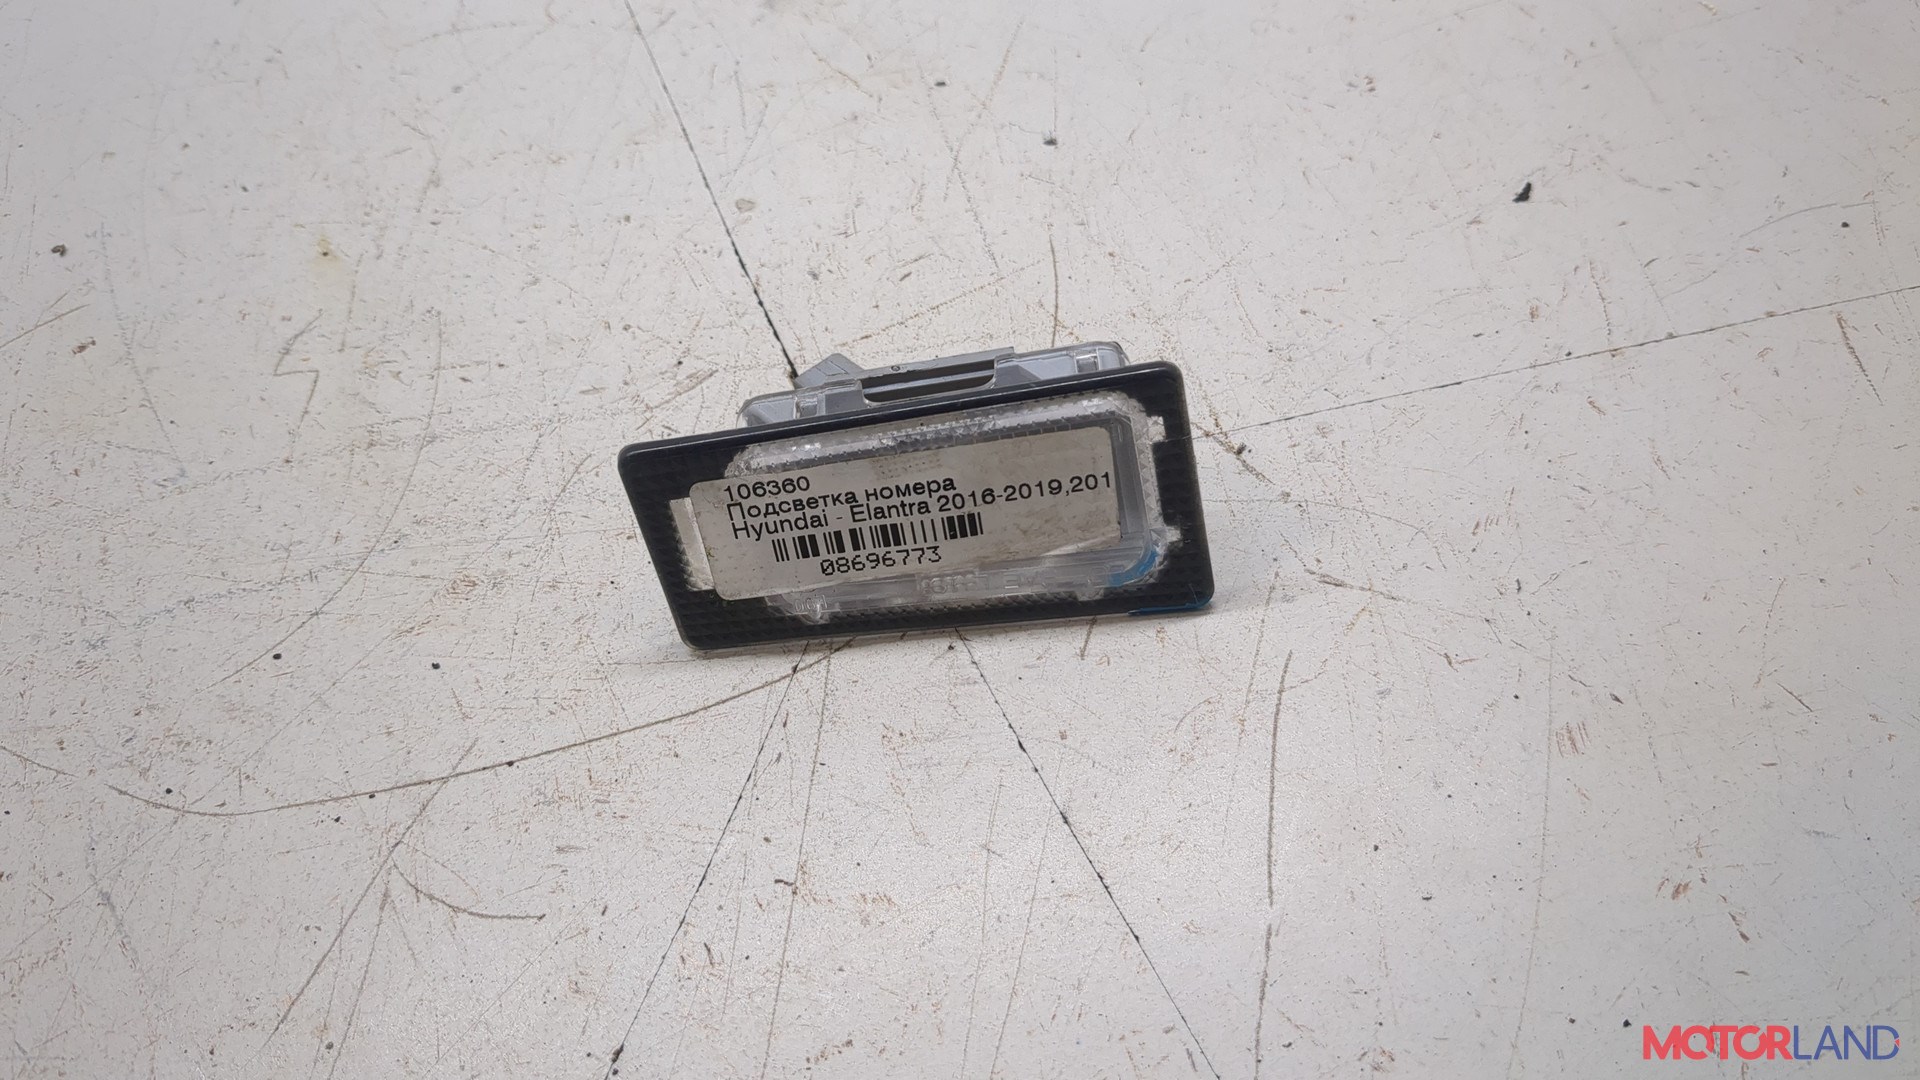 106360
Подсветка номера
Hyundai - Elantra 2016-2019,201
08696773
MOTORLAND